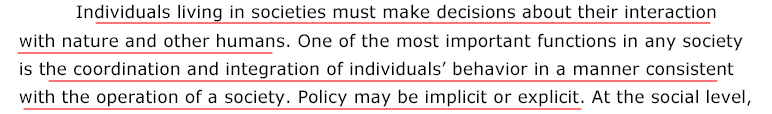 Individuals living in societies must make decisions about their interaction
with nature and other humans. One of the most important functions in any society
is the coordination and integration of individuals’ behavior in a manner consistent
with the operation of a society. Policy may be implicit or explicit. At the social level,